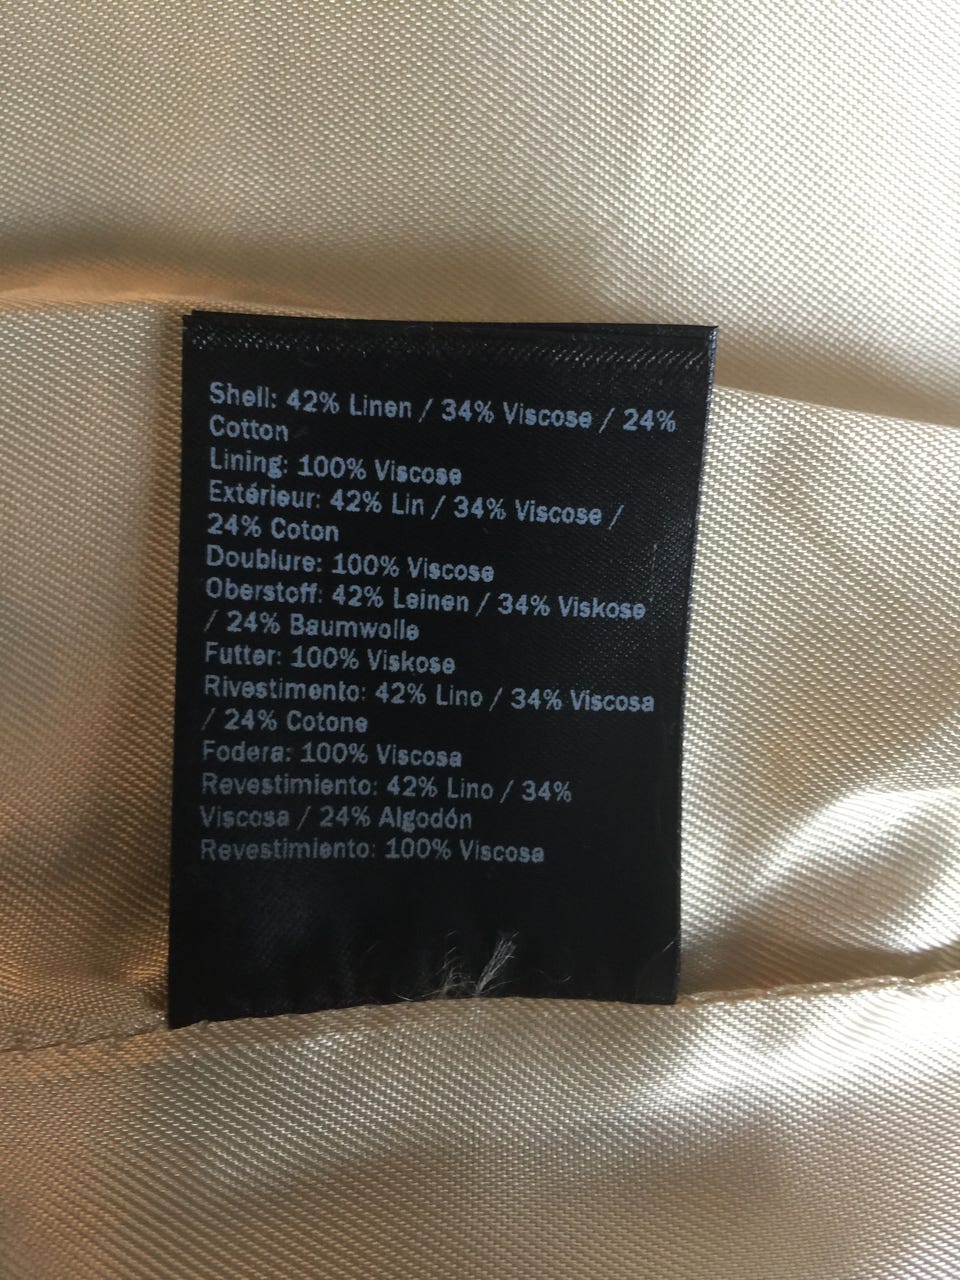 Shell: 42% Linen / 34% Viscose / 24%
Cotton
Lining: 100% Viscose
Extérieur: 42% Lin / 34% Viscose /
24% Coton
Doublure: 100% Viscose
Oberstoff: 42% Leinen / 34% Viskose
/ 24% Baumwolle
Futter: 100% Viskose
Rivestimento: 42% Lino / 34% Viscosa
/ 24% Cotone
Fodera: 100% Viscosa
Revestimiento: 42% Lino / 34%
Viscosa / 24% Algodón
Revestimiento: 100% Viscosa